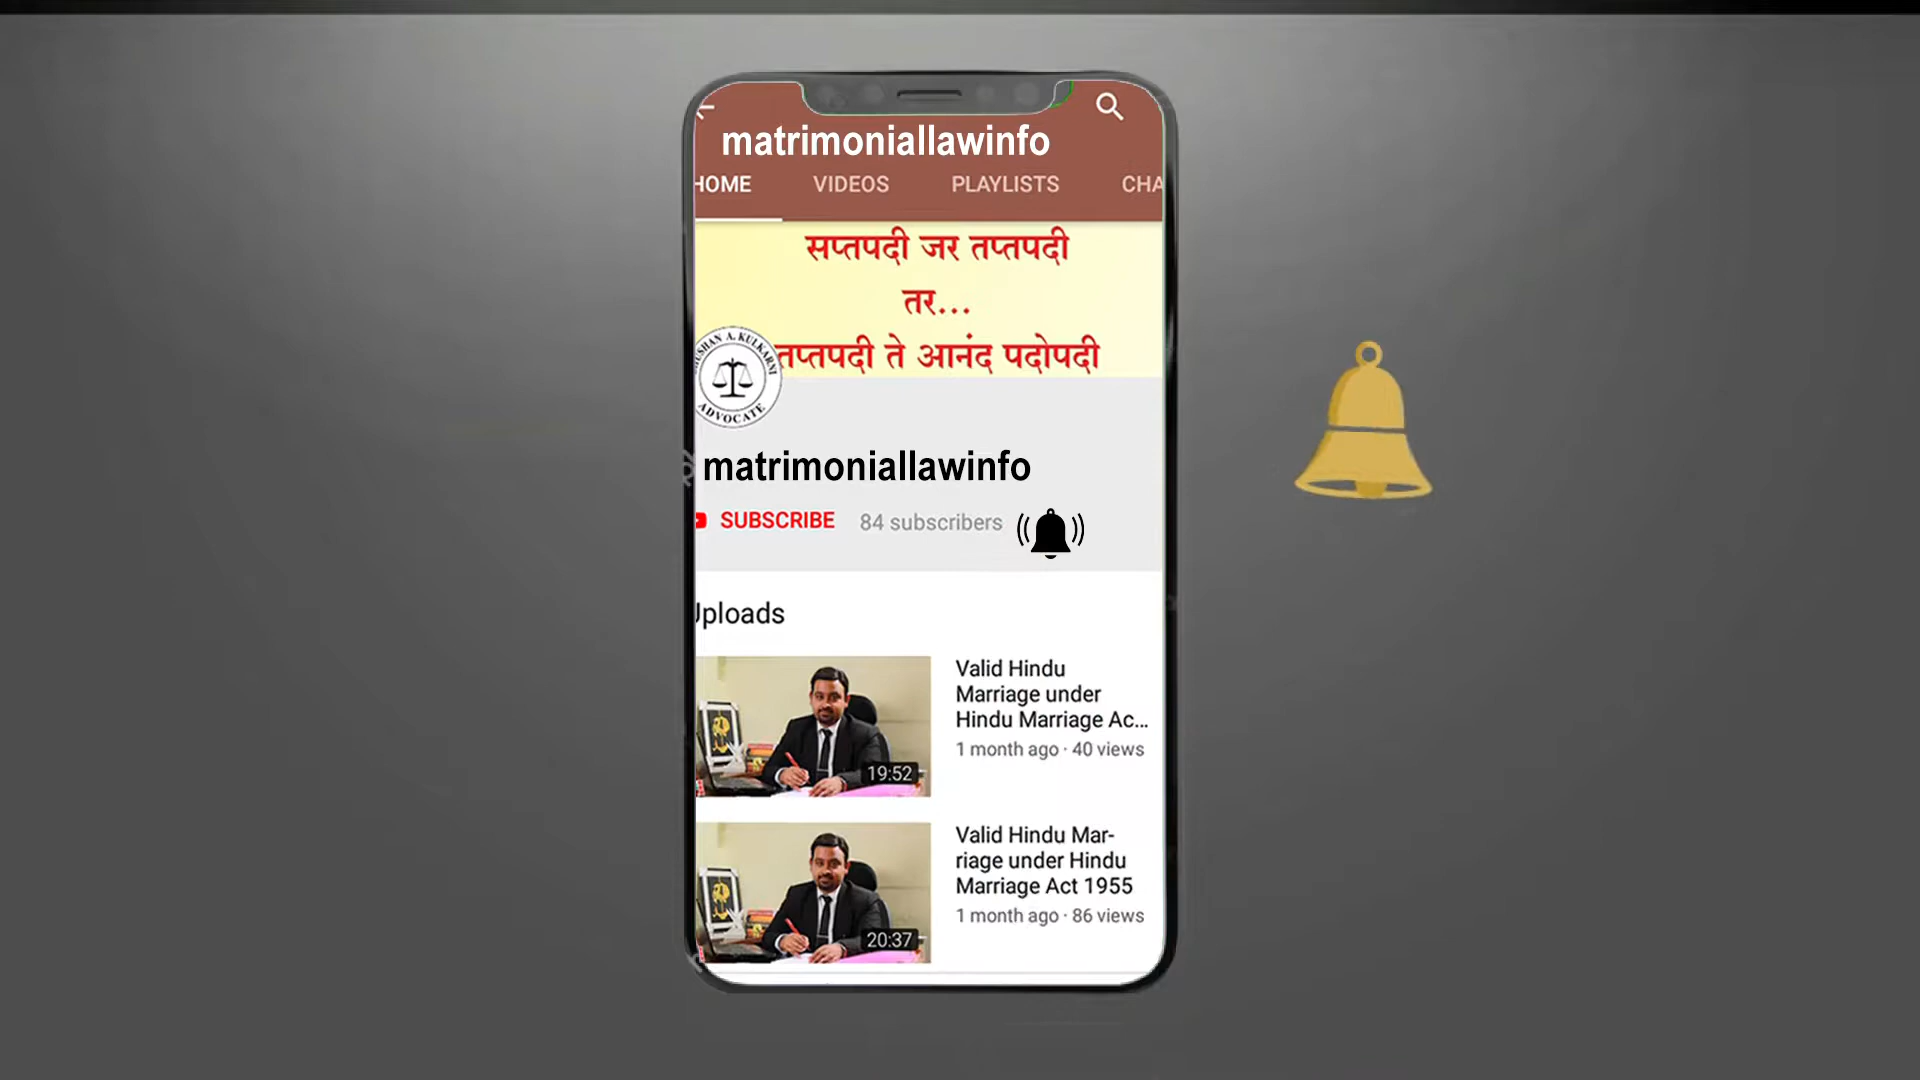 matrimoniallawinfo
HOME VIDEOS PLAYLISTS CHA
सप्तपदी जर तप्तपदी
तर...
तप्तपदी ते आनंद पदोपदी
A. KULKARNI
ADVOCATE
matrimoniallawinfo
SUBSCRIBE 84 subscribers
Uploads
Valid Hindu
Marriage under
Hindu Marriage Ac...
1 month ago · 40 views
19:52
Valid Hindu Mar-
riage under Hindu
Marriage Act 1955
1 month ago · 86 views
20:37